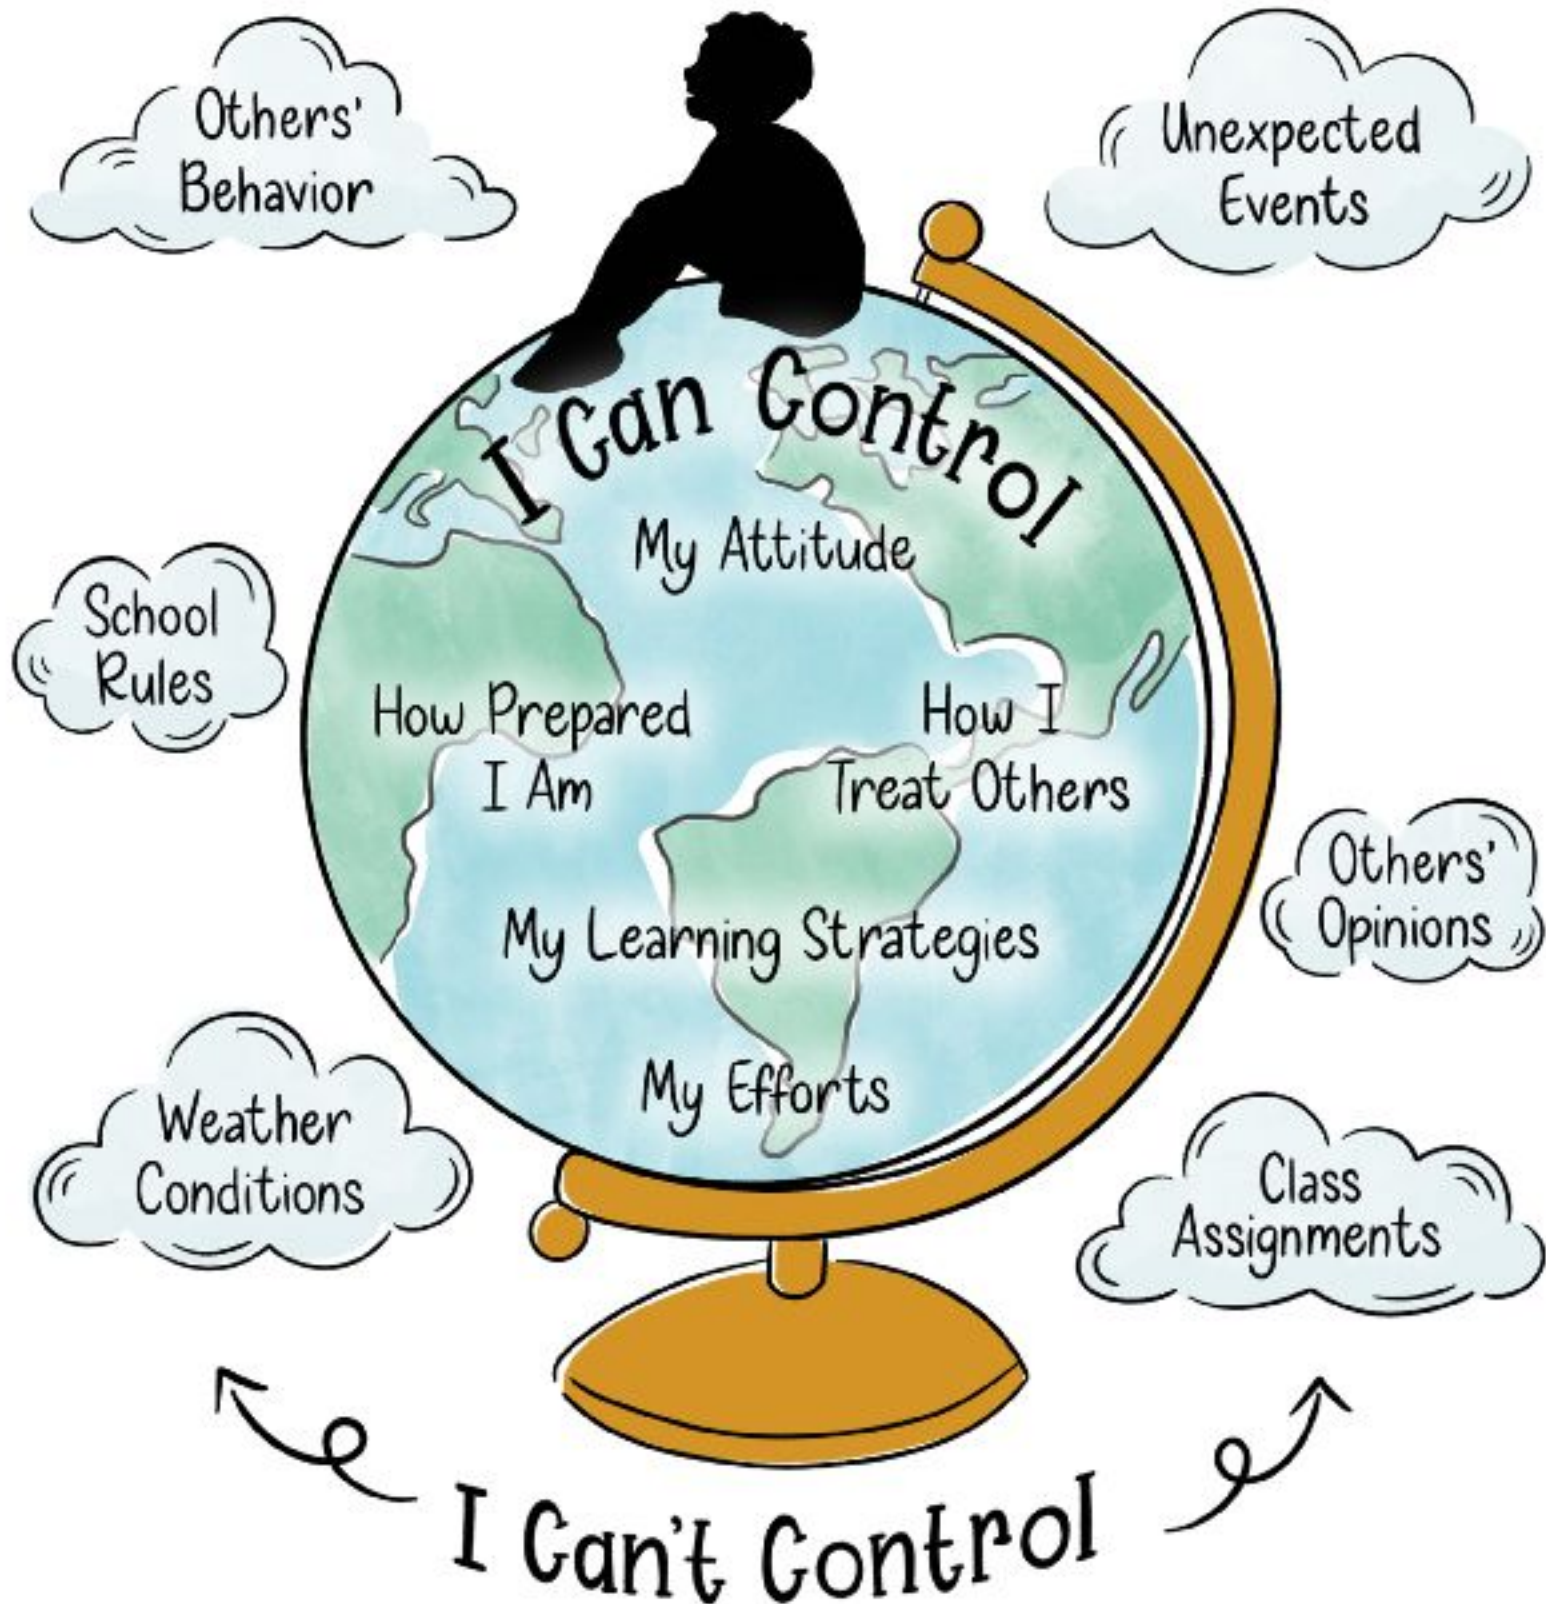 Others'
Behavior
Unexpected
Events
I Can Control
My Attitude
School
Rules
How Prepared
I Am
How I
Treat Others
Others'
Opinions
My Learning Strategies
Weather
Conditions
My Efforts
Class
Assignments
I Can't Control